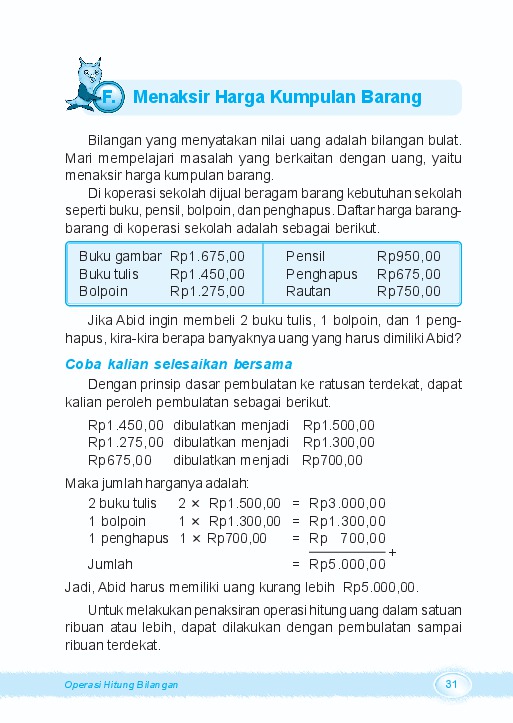 F. Menaksir Harga Kumpulan Barang
Bilangan yang menyatakan nilai uang adalah bilangan bulat.
Mari mempelajari masalah yang berkaitan dengan uang, yaitu
menaksir harga kumpulan barang.
Di koperasi sekolah dijual beragam barang kebutuhan sekolah
seperti buku, pensil, bolpoin, dan penghapus. Daftar harga barang-
barang di koperasi sekolah adalah sebagai berikut.
Buku gambar Rp1.675,00 Pensil Rp950,00
Buku tulis Rp1.450,00 Penghapus Rp675,00
Bolpoin Rp1.275,00 Rautan Rp750,00
Jika Abid ingin membeli 2 buku tulis, 1 bolpoin, dan 1 peng-
hapus, kira-kira berapa banyaknya uang yang harus dimiliki Abid?
Coba kalian selesaikan bersama
Dengan prinsip dasar pembulatan ke ratusan terdekat, dapat
kalian peroleh pembulatan sebagai berikut.
Rp1.450,00 dibulatkan menjadi Rp1.500,00
Rp1.275,00 dibulatkan menjadi Rp1.300,00
Rp675,00 dibulatkan menjadi Rp700,00
Maka jumlah harganya adalah:
2 buku tulis 2 × Rp1.500,00 = Rp3.000,00
1 bolpoin 1 × Rp1.300,00 = Rp1.300,00
1 penghapus 1 × Rp700,00 = Rp 700,00
+
Jumlah = Rp5.000,00
Jadi, Abid harus memiliki uang kurang lebih Rp5.000,00.
Untuk melakukan penaksiran operasi hitung uang dalam satuan
ribuan atau lebih, dapat dilakukan dengan pembulatan sampai
ribuan terdekat.
Operasi Hitung Bilangan 31